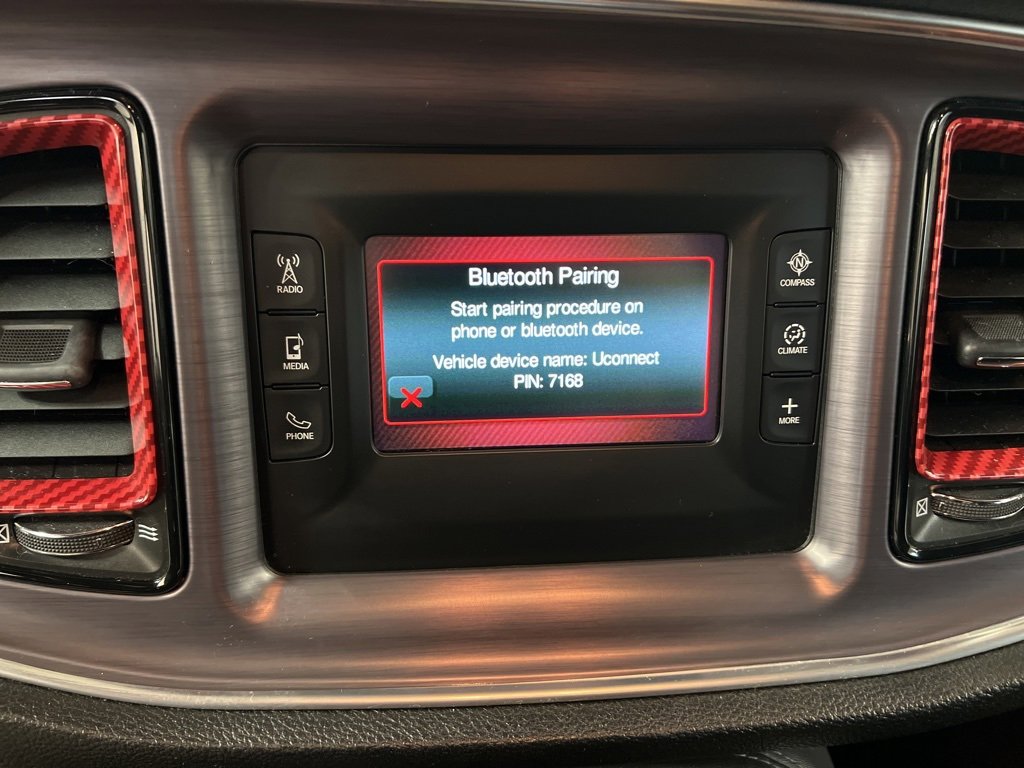 RADIO
MEDIA
PHONE
Bluetooth Pairing
Start pairing procedure on
phone or bluetooth device.
Vehicle device name: Uconnect
PIN: 7168
N
COMPASS
CLIMATE
MORE